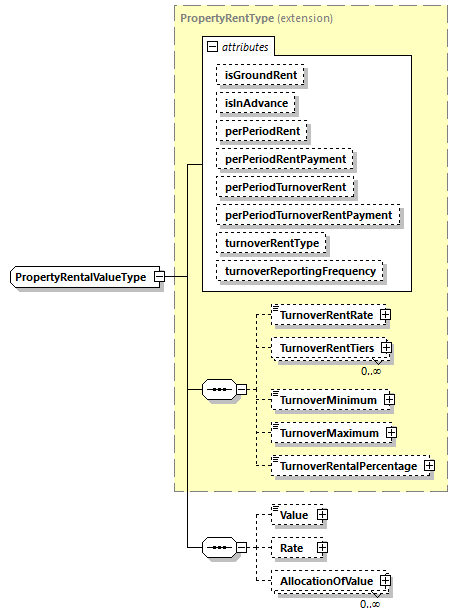 PropertyRentType (extension)
attributes
isGroundRent
isInAdvance
perPeriodRent
perPeriodRentPayment
perPeriodTurnoverRent
perPeriodTurnoverRentPayment
turnoverRentType
turnoverReportingFrequency
PropertyRentalValueType
TurnoverRentRate
TurnoverRentTiers
0..∞
TurnoverMinimum
TurnoverMaximum
TurnoverRentalPercentage
Value
Rate
AllocationOfValue
0..∞